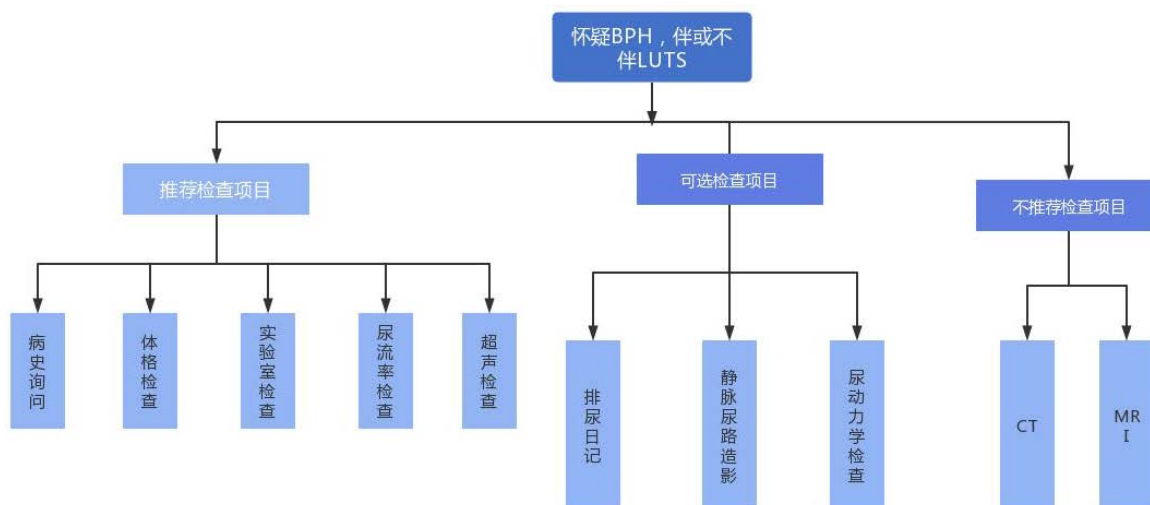 怀疑BPH，伴或不
伴LUTS
推荐检查项目
可选检查项目
不推荐检查项目
病史询问
体格检查
实验室检查
尿流率检查
超声检查
排尿日记
静脉尿路造影
尿动力学检查
CT
MR
I